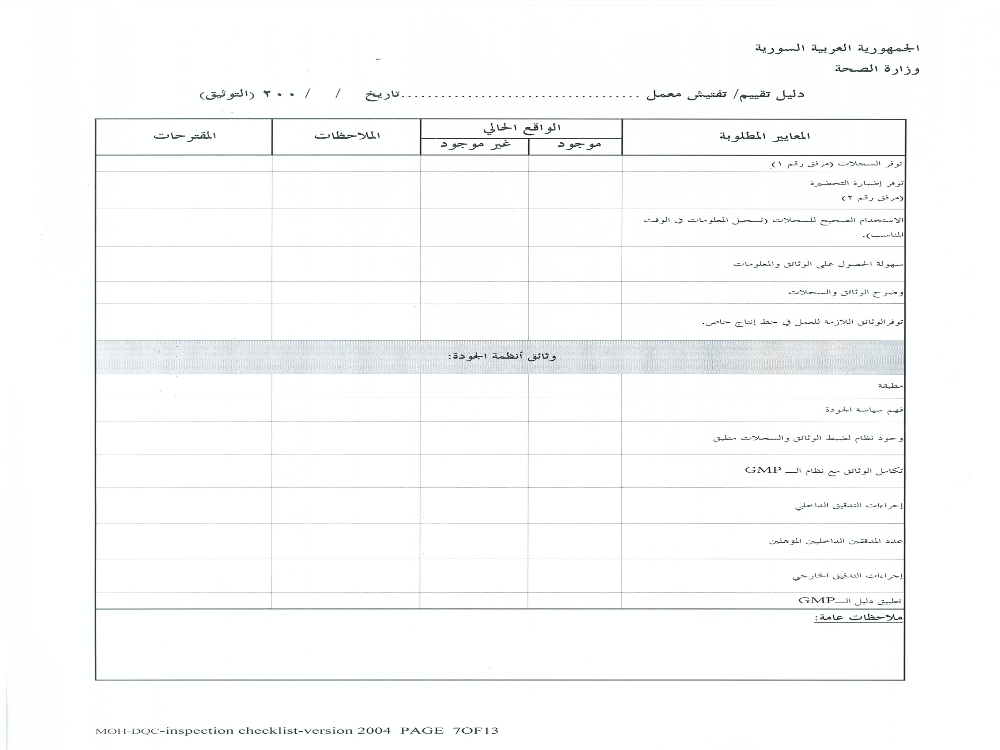 الجمهورية العربية السورية
وزارة الصحة
دليل تقييم/ تفتيش معمل ....................................تاريخ / / ٢٠٠ (التوثيق)
المعايير المطلوبة
الواقع الحالي
الملاحظات
المقترحات
موجود
غير موجود
توفر السجلات (مرفق رقم ١)
توفر إضبارة التحضيرة
(مرفق رقم ٢)
الاستخدام الصحيح للسجلات (تسجيل المعلومات في الوقت
المناسب).
سهولة الحصول على الوثائق والمعلومات
وضوح الوثائق والسجلات
توفرالوثائق اللازمة للعمل في خط إنتاج خاص.
وثائق أنظمة الجودة:
مطبقة
فهم سياسة الجودة
وجود نظام لضبط الوثائق والسجلات مطبق
تكامل الوثائق مع نظام الـــ GMP
إجراءات التدقيق الداخلي
عدد المدققين الداخليين المؤهلين
إجراءات التدقيق الخارجي
تطبيق دليل الـــGMP
ملاحظات عامة:
MOH-DQC-inspection checklist-version 2004 PAGE 7OF13